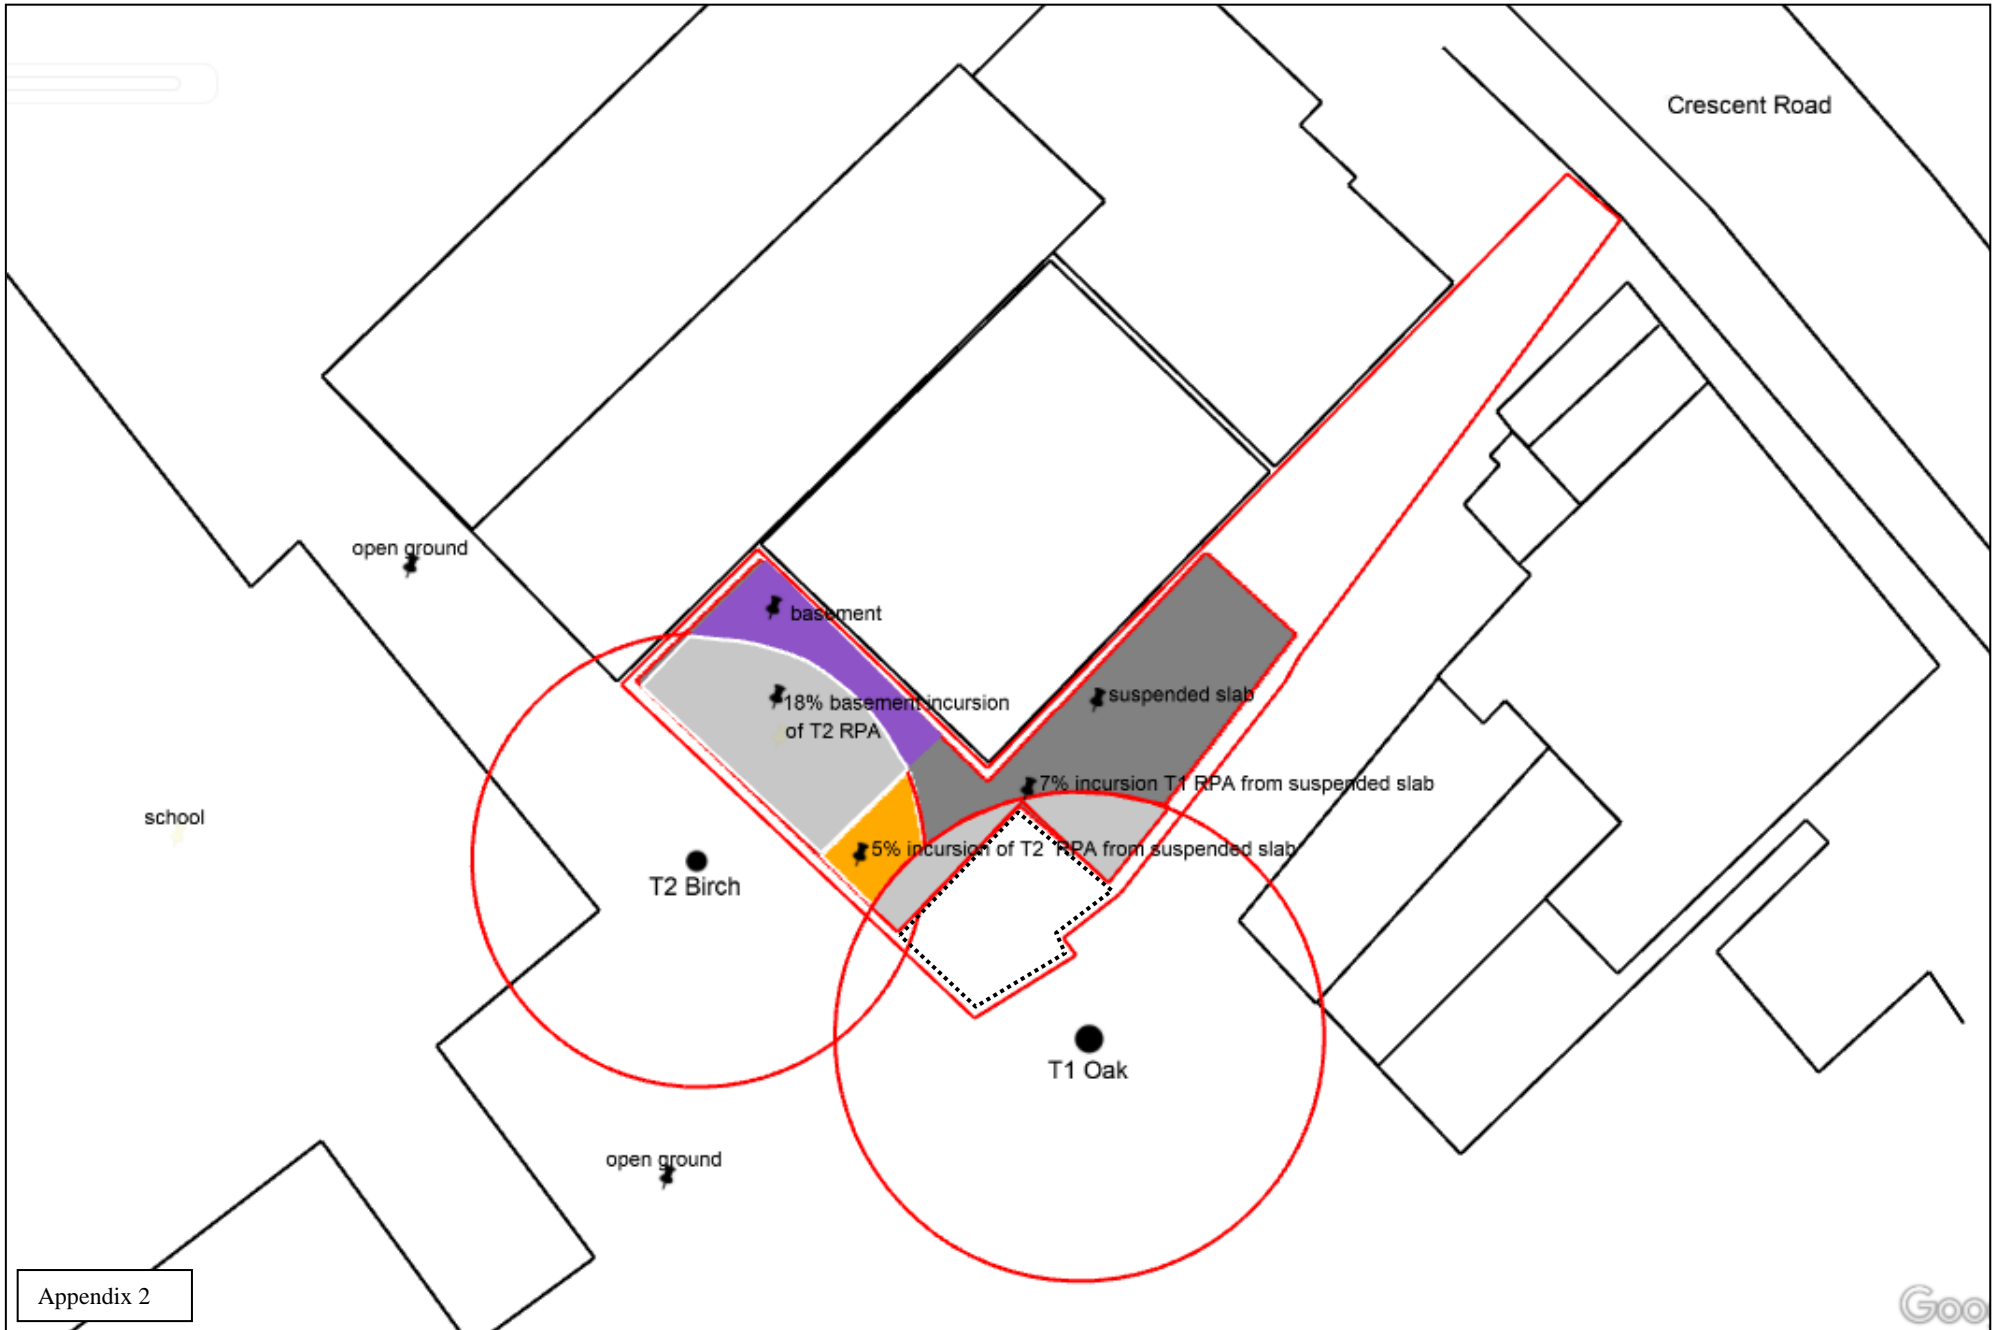 Crescent Road
open ground
basement
suspended slab
18% basement incursion
of T2 RPA
7% incursion T1 RPA from suspended slab
school
5% incursion of T2 RPA from suspended slab
T2 Birch
T1 Oak
open ground
Appendix 2
Goo